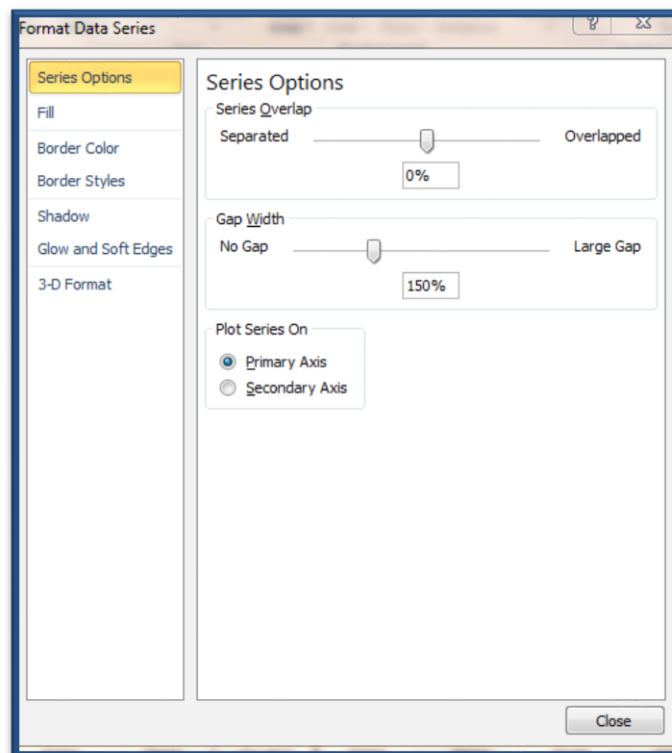 Format Data Series
Series Options
Fill
Border Color
Border Styles
Shadow
Glow and Soft Edges
3-D Format
Series Options
Series Overlap
Separated Overlapped
0%
Gap Width
No Gap Large Gap
150%
Plot Series On
Primary Axis
Secondary Axis
Close